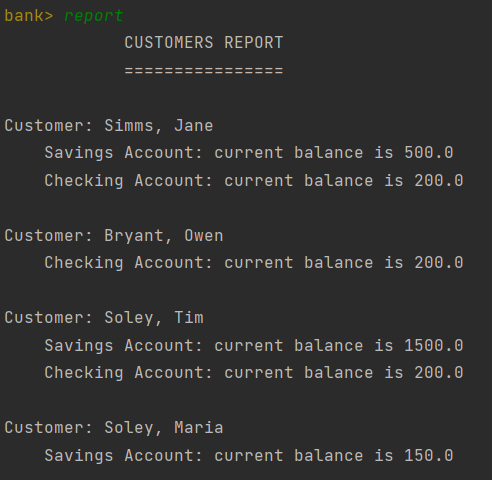 bank> report
CUSTOMERS REPORT
================
Customer: Simms, Jane
Savings Account: current balance is 500.0
Checking Account: current balance is 200.0
Customer: Bryant, Owen
Checking Account: current balance is 200.0
Customer: Soley, Tim
Savings Account: current balance is 1500.0
Checking Account: current balance is 200.0
Customer: Soley, Maria
Savings Account: current balance is 150.0